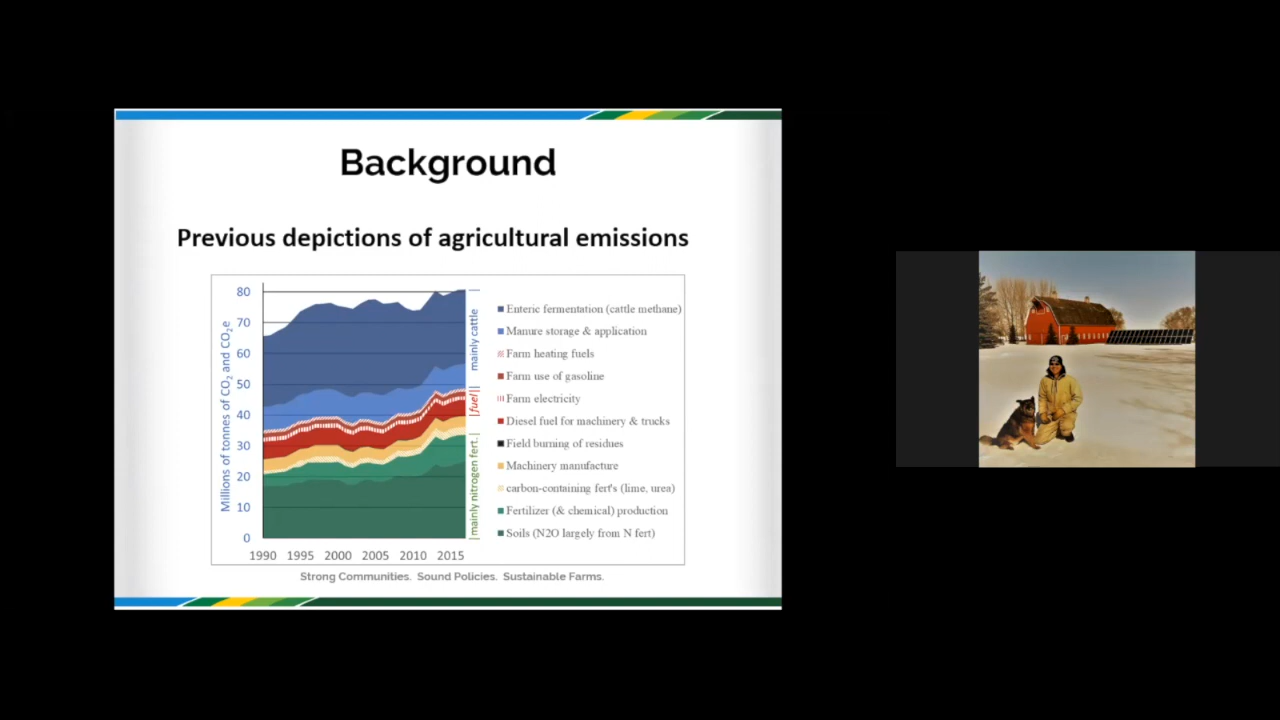 Background
Previous depictions of agricultural emissions
Millions of tonnes of CO₂ and CO₂e
80
70
60
50
40
30
20
10
0
1990 1995 2000 2005 2010 2015
|mainly nitrogen fert.|
|fuel|
mainly cattle |
Enteric fermentation (cattle methane)
Manure storage & application
Farm heating fuels
Farm use of gasoline
Farm electricity
Diesel fuel for machinery & trucks
Field burning of residues
Machinery manufacture
carbon-containing fert's (lime, urea)
Fertilizer (& chemical) production
Soils (N2O largely from N fert)
Strong Communities. Sound Policies. Sustainable Farms.